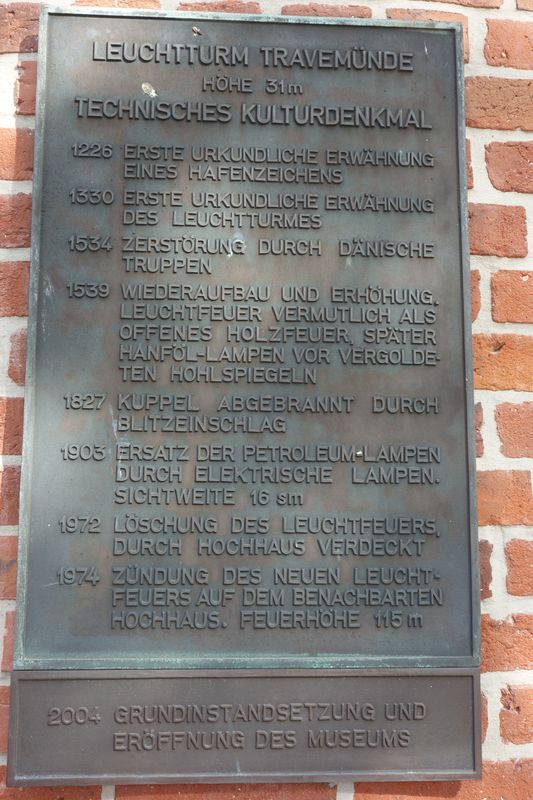 LEUCHTTURM TRAVEMÜNDE
HÖHE 31m
TECHNISCHES KULTURDENKMAL
1226 ERSTE URKUNDLICHE ERWÄHNUNG
EINES HAFENZEICHENS
1330 ERSTE URKUNDLICHE ERWÄHNUNG
DES LEUCHTTURMES
1534 ZERSTÖRUNG DURCH DÄNISCHE
TRUPPEN
1539 WIEDERAUFBAU UND ERHÖHUNG.
LEUCHTFEUER VERMUTLICH ALS
OFFENES HOLZFEUER, SPÄTER
HANFÖL-LAMPEN VOR VERGOLDE-
TEN HOHLSPIEGELN
1827 KUPPEL ABGEBRANNT DURCH
BLITZEINSCHLAG
1903 ERSATZ DER PETROLEUM-LAMPEN
DURCH ELEKTRISCHE LAMPEN.
SICHTWEITE 16 sm
1972 LÖSCHUNG DES LEUCHTFEUERS,
DURCH HOCHHAUS VERDECKT
1974 ZÜNDUNG DES NEUEN LEUCHT-
FEUERS AUF DEM BENACHBARTEN
HOCHHAUS. FEUERHÖHE 115 m
2004 GRUNDINSTANDSETZUNG UND
ERÖFFNUNG DES MUSEUMS